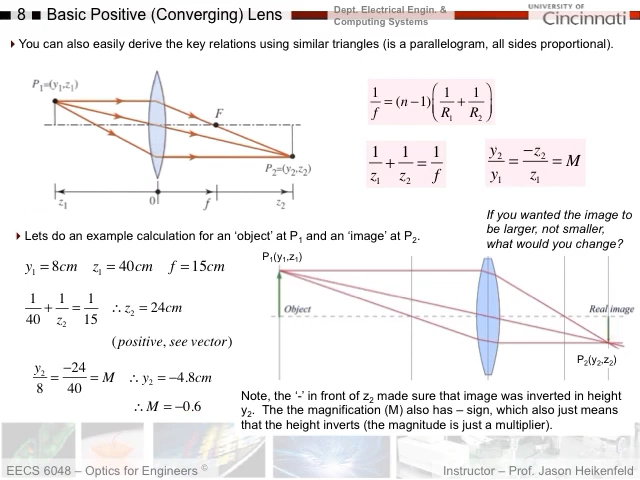 8 ■ Basic Positive (Converging) Lens
Dept. Electrical Engin. &
Computing Systems
UNIVERSITY OF
Cincinnati
You can also easily derive the key relations using similar triangles (is a parallelogram, all sides proportional).
P₁=(y₁,z₁)
F
P₂=(y₂,z₂)
z₁ 0 f z₂
1/f = (n−1)(1/R₁ + 1/R₂)
1/z₁ + 1/z₂ = 1/f
y₂/y₁ = −z₂/z₁ = M
If you wanted the image to
be larger, not smaller,
what would you change?
Lets do an example calculation for an ‘object’ at P₁ and an ‘image’ at P₂.
y₁ = 8cm z₁ = 40cm f = 15cm
1/40 + 1/z₂ = 1/15 ∴ z₂ = 24cm
(positive, see vector)
y₂/8 = −24/40 = M ∴ y₂ = −4.8cm
∴ M = −0.6
P₁(y₁,z₁)
Object
Real image
P₂(y₂,z₂)
Note, the ‘-’ in front of z₂ made sure that image was inverted in height
y₂. The the magnification (M) also has – sign, which also just means
that the height inverts (the magnitude is just a multiplier).
EECS 6048 – Optics for Engineers ©
Instructor – Prof. Jason Heikenfeld